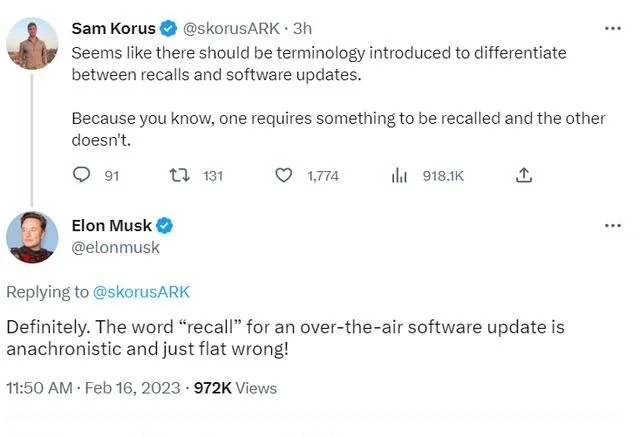 Sam Korus @skorusARK · 3h
Seems like there should be terminology introduced to differentiate
between recalls and software updates.
Because you know, one requires something to be recalled and the other
doesn't.
91 131 1,774 918.1K
Elon Musk
@elonmusk
Replying to @skorusARK
Definitely. The word “recall” for an over-the-air software update is
anachronistic and just flat wrong!
11:50 AM · Feb 16, 2023 · 972K Views